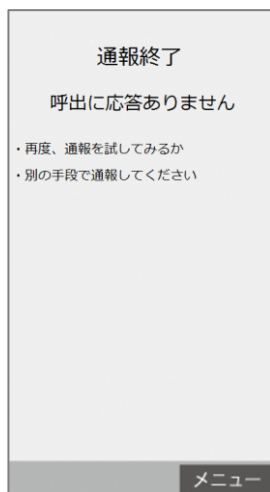 通報終了
呼出に応答ありません
・再度、通報を試してみるか
・別の手段で通報してください
メニュー